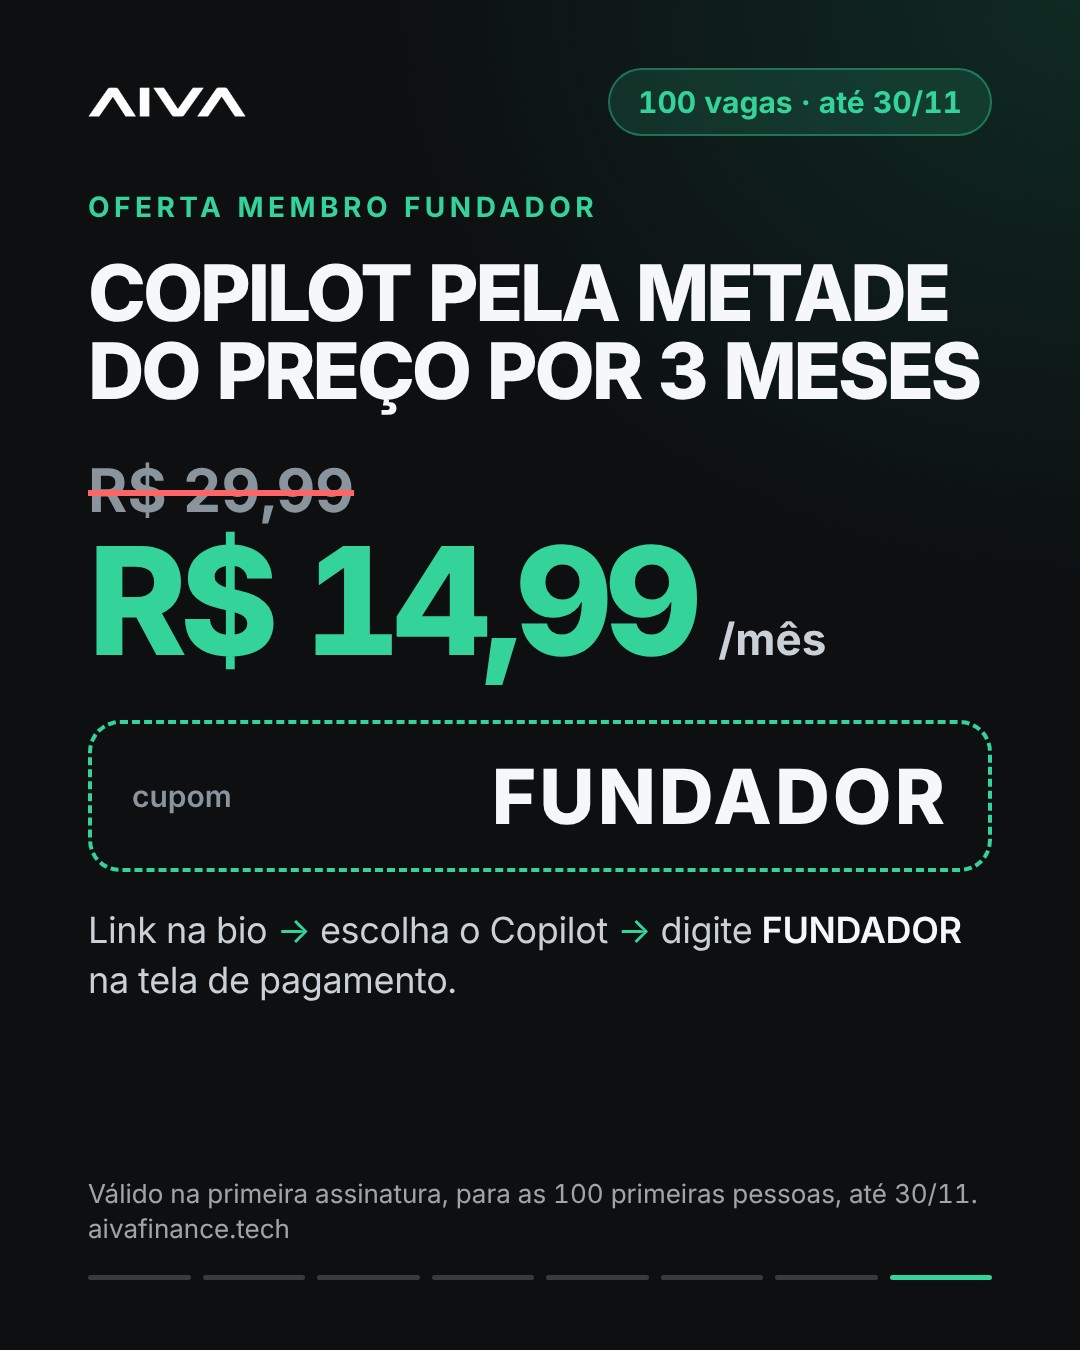 AIVA
100 vagas · até 30/11
OFERTA MEMBRO FUNDADOR
COPILOT PELA METADE
DO PREÇO POR 3 MESES
R$ 29,99
R$ 14,99 /mês
cupom FUNDADOR
Link na bio → escolha o Copilot → digite FUNDADOR
na tela de pagamento.
Válido na primeira assinatura, para as 100 primeiras pessoas, até 30/11.
aivafinance.tech